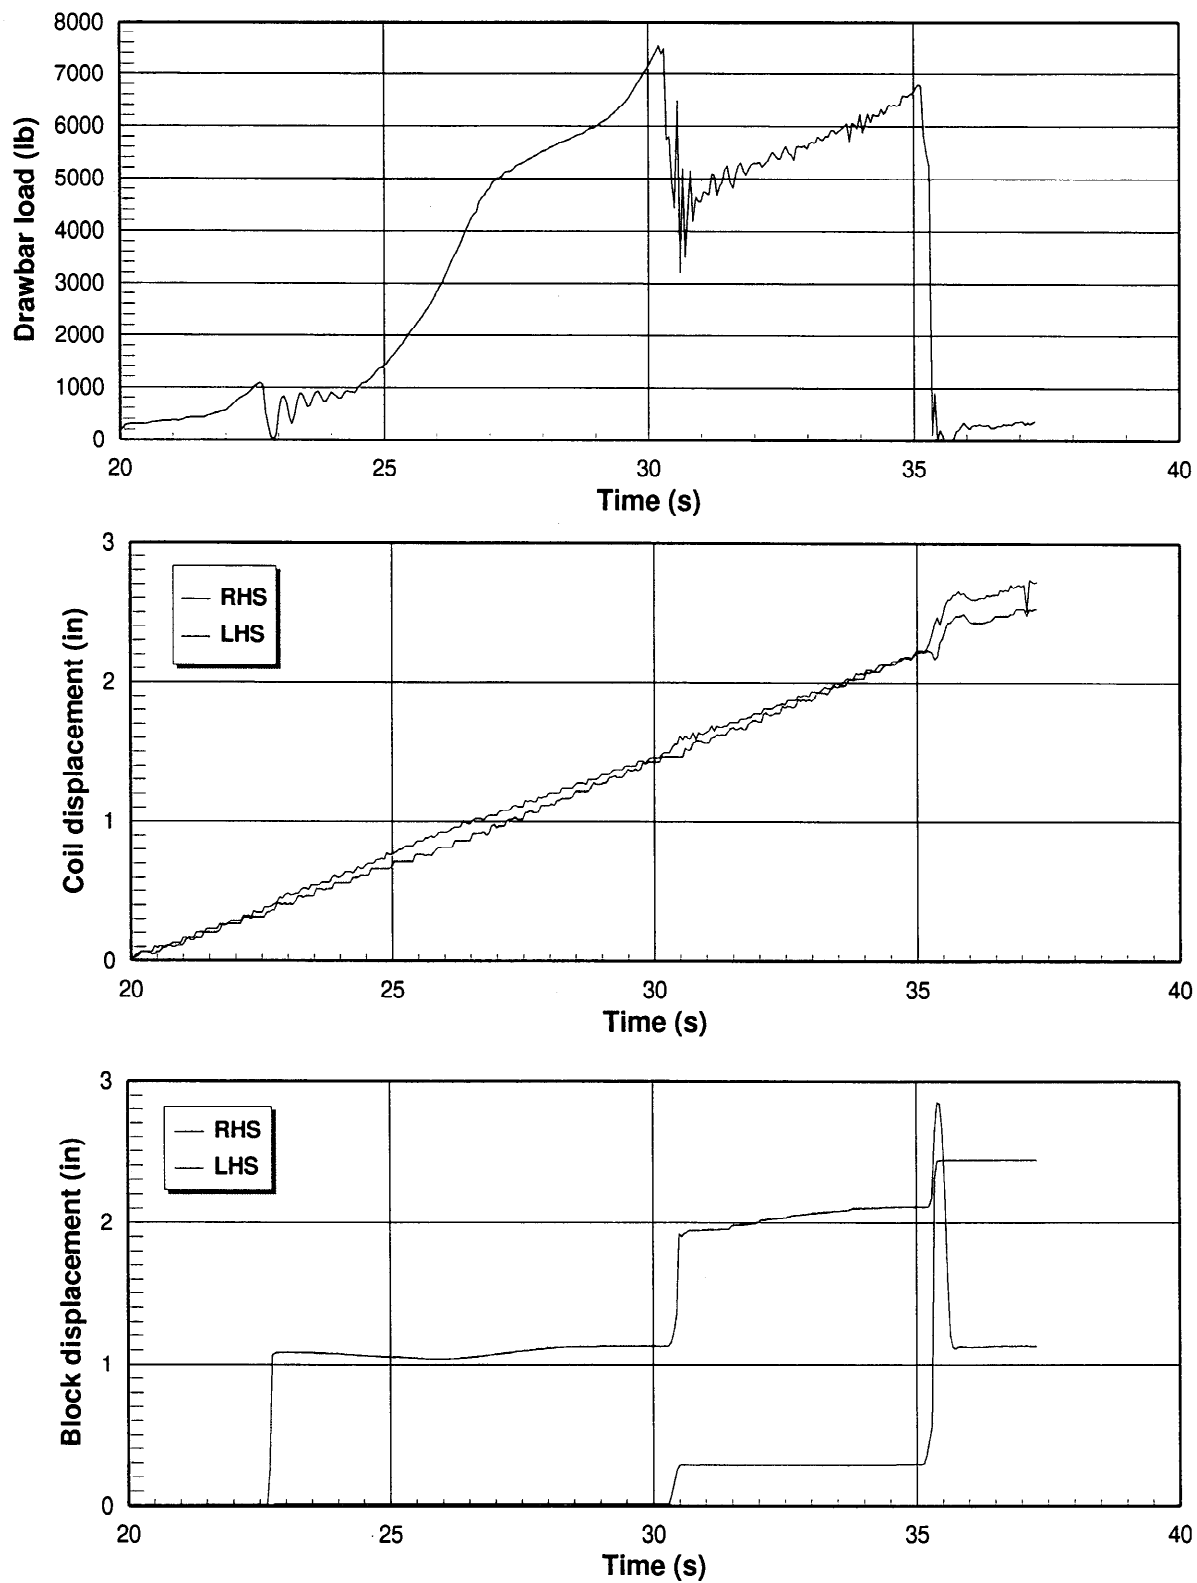 Drawbar load (lb)
8000
7000
6000
5000
4000
3000
2000
1000
0
20 25 30 35 40
Time (s)
Coil displacement (in)
3
2
1
0
RHS
LHS
20 25 30 35 40
Time (s)
Block displacement (in)
3
2
1
0
RHS
LHS
20 25 30 35 40
Time (s)